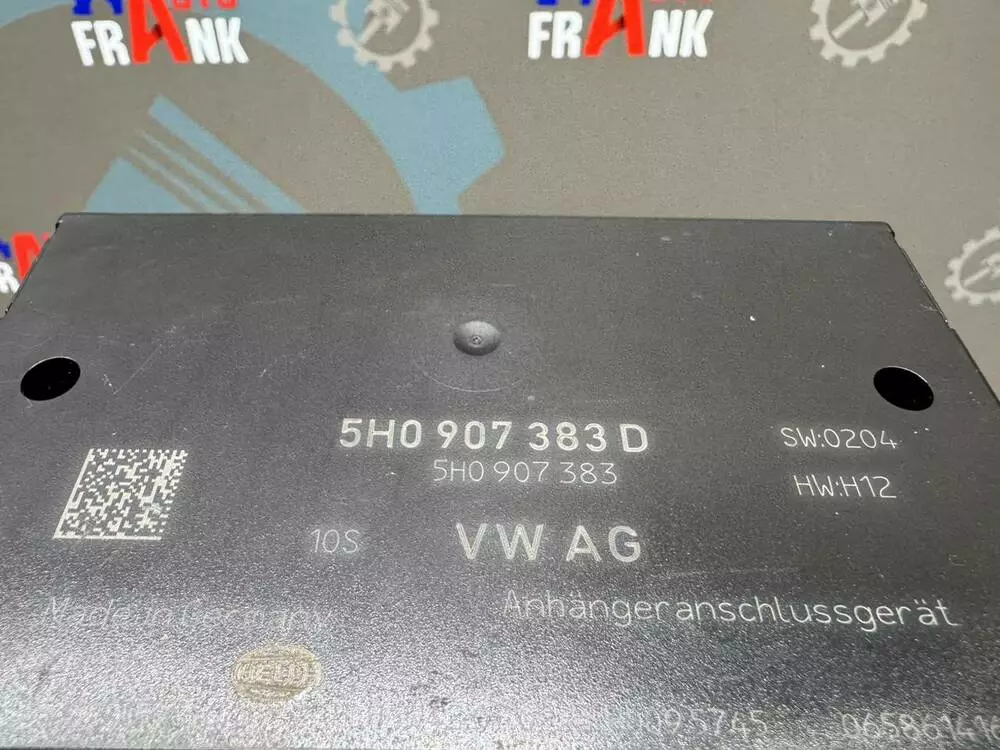 FRANK FRANK
5H0 907 383 D
5H0 907 383
SW:0204
HW:H12
10S
VW AG
Made in Germany
Anhängeranschlussgerät
HELLA